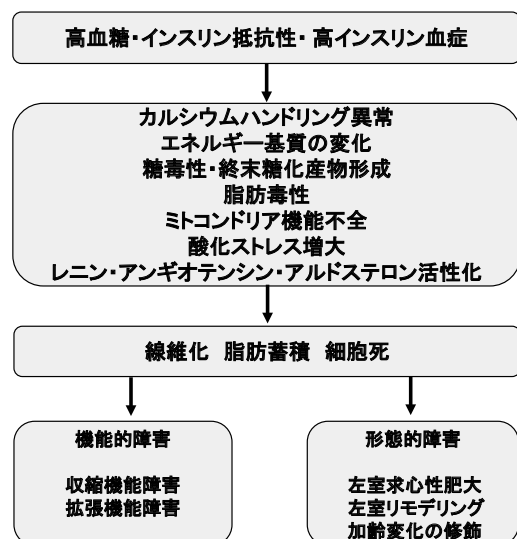 高血糖・インスリン抵抗性・高インスリン血症
カルシウムハンドリング異常
エネルギー基質の変化
糖毒性・終末糖化産物形成
脂肪毒性
ミトコンドリア機能不全
酸化ストレス増大
レニン・アンギオテンシン・アルドステロン活性化
線維化 脂肪蓄積 細胞死
機能的障害
収縮機能障害
拡張機能障害
形態的障害
左室求心性肥大
左室リモデリング
加齢変化の修飾